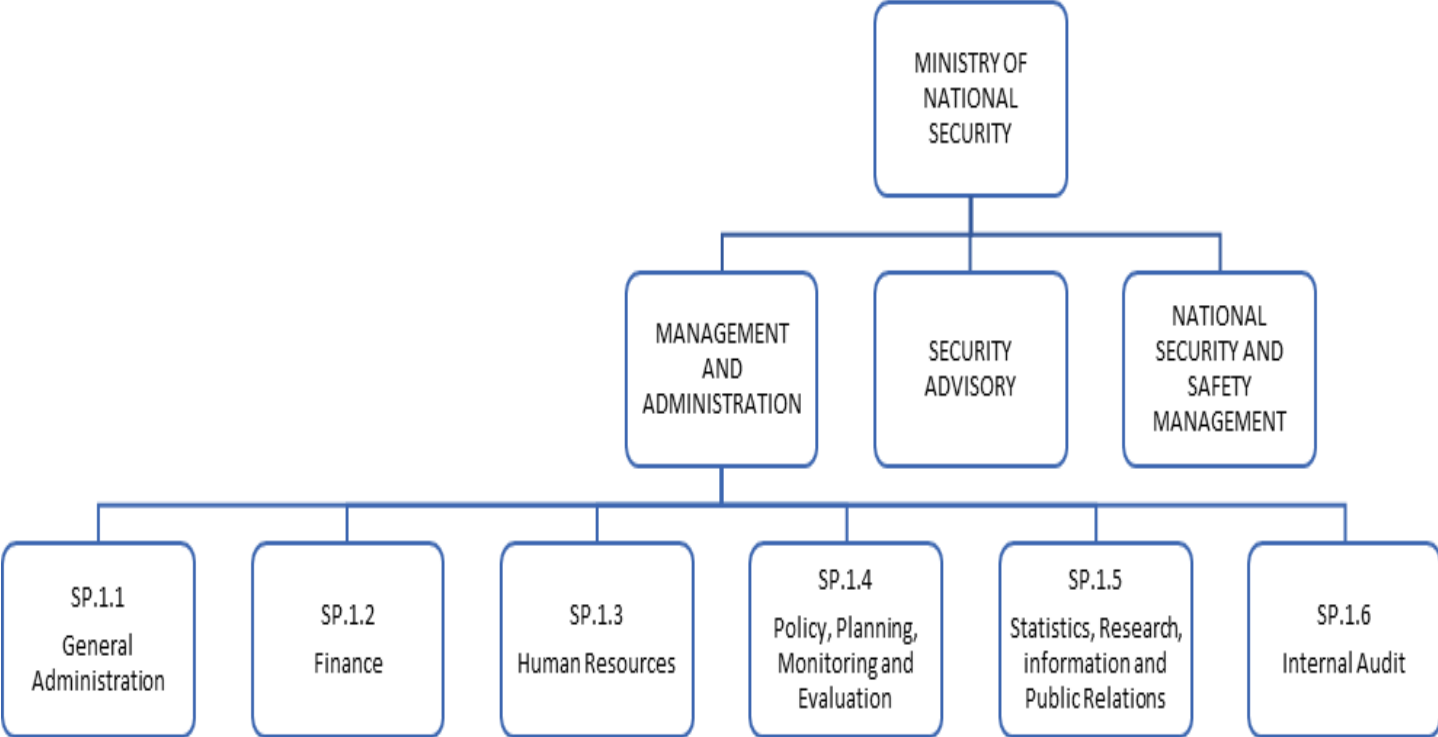 MINISTRY OF
NATIONAL
SECURITY
MANAGEMENT
AND
ADMINISTRATION
SECURITY
ADVISORY
NATIONAL
SECURITY AND
SAFETY
MANAGEMENT
SP.1.1
General
Administration
SP.1.2
Finance
SP.1.3
Human Resources
SP.1.4
Policy, Planning,
Monitoring and
Evaluation
SP.1.5
Statistics, Research,
information and
Public Relations
SP.1.6
Internal Audit